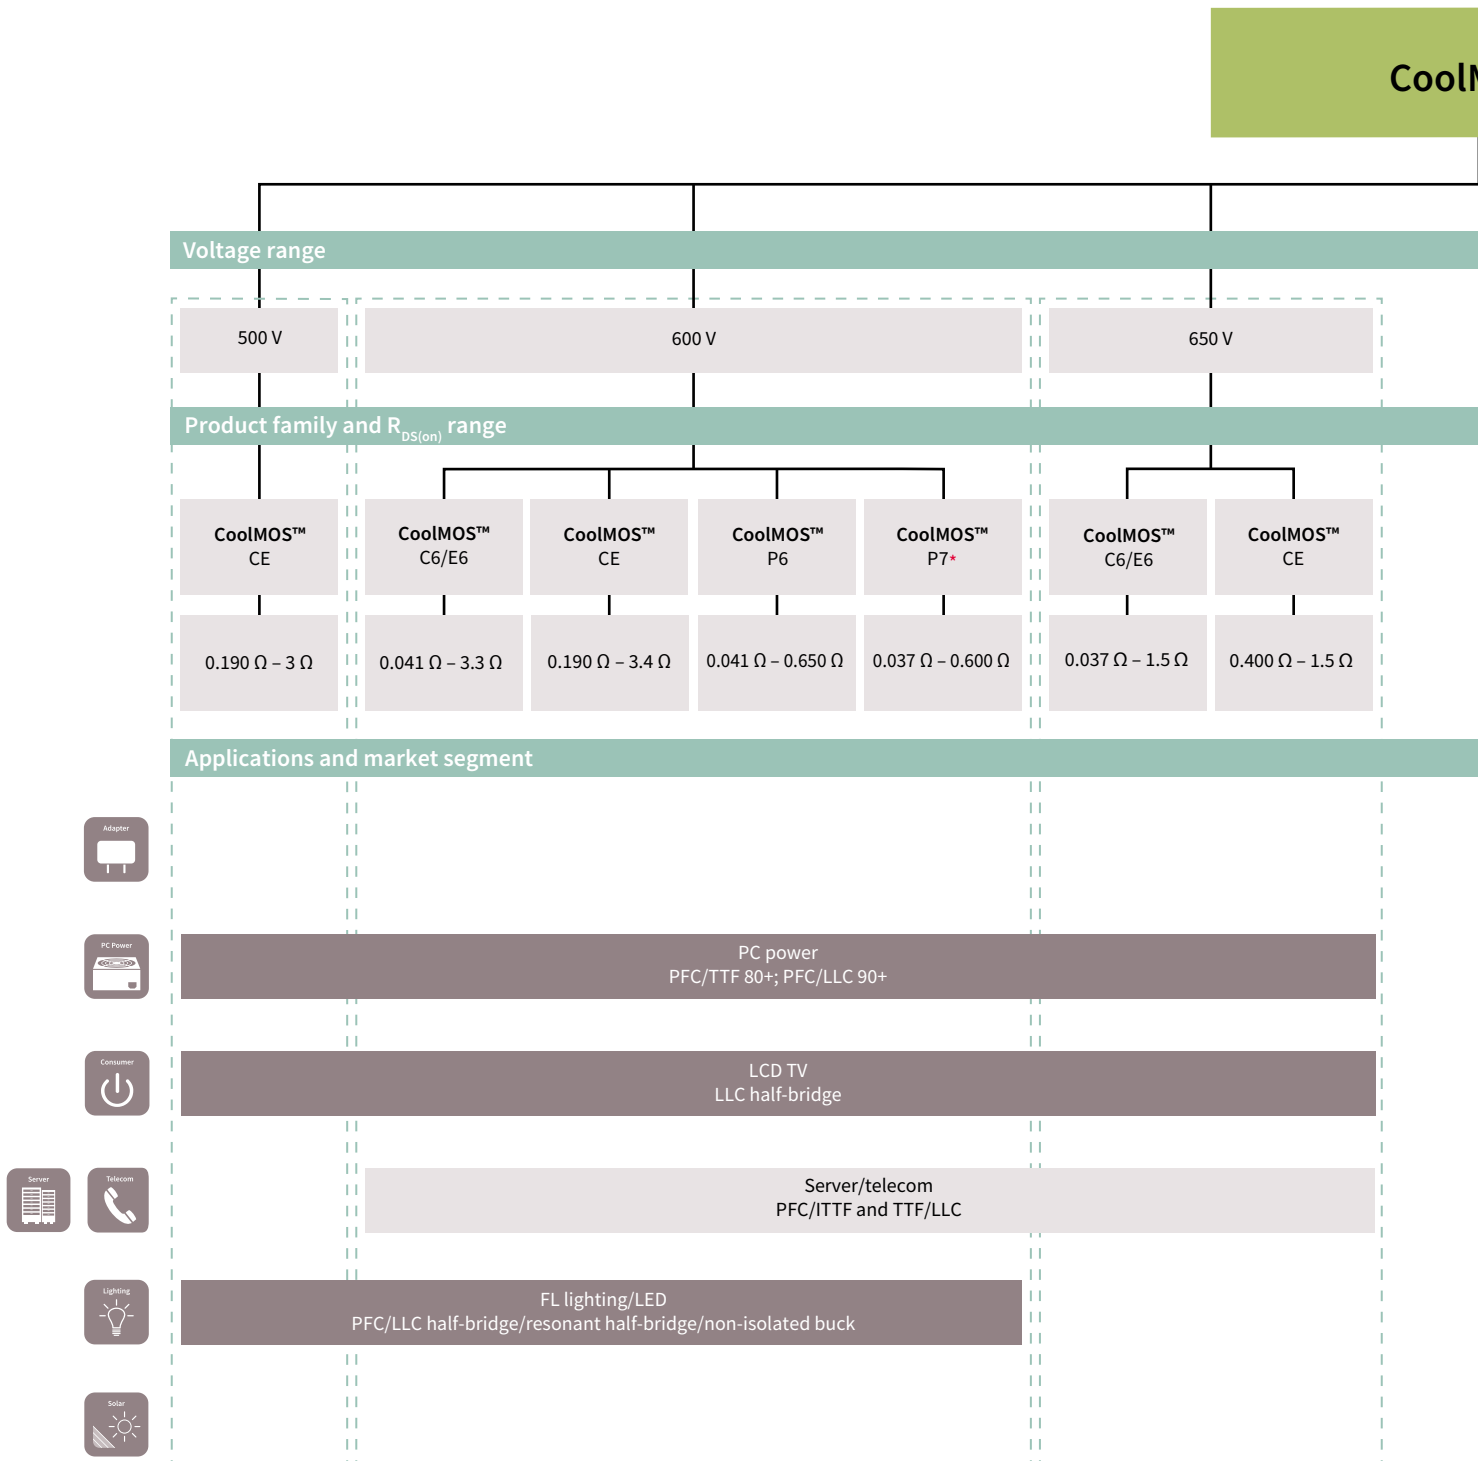 CoolM
Voltage range
500 V
600 V
650 V
Product family and RDS(on) range
CoolMOS™
CE
CoolMOS™
C6/E6
CoolMOS™
CE
CoolMOS™
P6
CoolMOS™
P7*
CoolMOS™
C6/E6
CoolMOS™
CE
0.190 Ω – 3 Ω
0.041 Ω – 3.3 Ω
0.190 Ω – 3.4 Ω
0.041 Ω – 0.650 Ω
0.037 Ω – 0.600 Ω
0.037 Ω – 1.5 Ω
0.400 Ω – 1.5 Ω
Applications and market segment
Adapter
PC Power
PC power
PFC/TTF 80+; PFC/LLC 90+
Consumer
LCD TV
LLC half-bridge
Server
Telecom
Server/telecom
PFC/ITTF and TTF/LLC
Lighting
FL lighting/LED
PFC/LLC half-bridge/resonant half-bridge/non-isolated buck
Solar